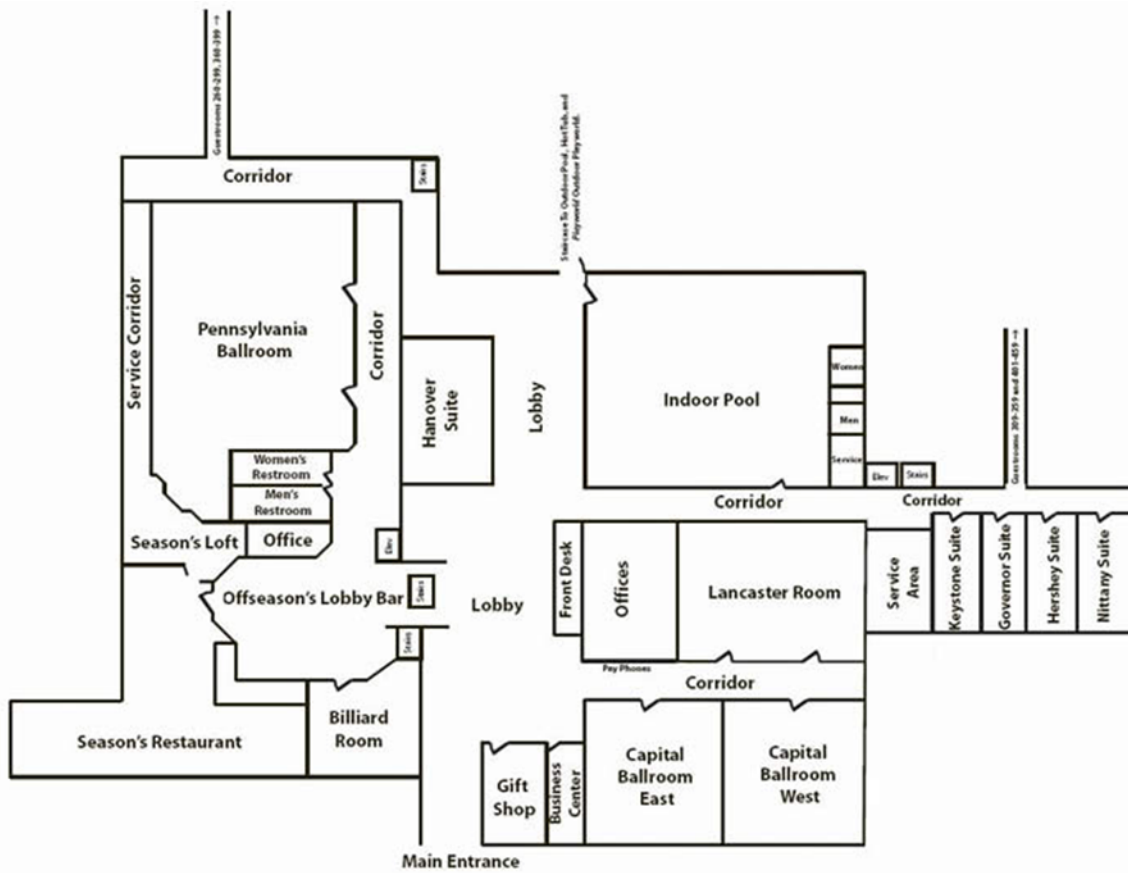 Guestrooms 260-299, 360-399 →
Corridor
Stairs
Staircase To Outdoor Pool, Hot Tub, and
Playworld Outdoor Playworld.
Service Corridor
Pennsylvania
Ballroom
Corridor
Hanover
Suite
Lobby
Indoor Pool
Women
Men
Service
Elev
Stairs
Guestrooms 209-259 and 401-459 →
Women's
Restroom
Men's
Restroom
Corridor
Corridor
Season's Loft
Office
Elev
Offseason's Lobby Bar
Stairs
Lobby
Front Desk
Offices
Lancaster Room
Service
Area
Keystone Suite
Governor Suite
Hershey Suite
Nittany Suite
Stairs
Pay Phones
Corridor
Season's Restaurant
Billiard
Room
Gift
Shop
Business
Center
Capital
Ballroom
East
Capital
Ballroom
West
Main Entrance